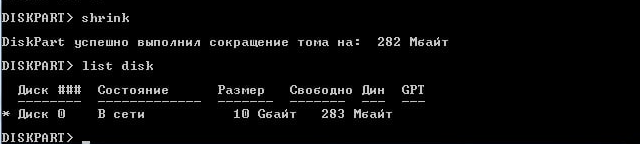 DISKPART> shrink
DiskPart успешно выполнил сокращение тома на:  282 Мбайт
DISKPART> list disk
  Диск ###  Состояние      Размер   Свободно  Дин  GPT
  --------  -------------  -------  --------  ---  ---
* Диск 0    В сети           10 Gбайт   283 Mбайт
DISKPART> _